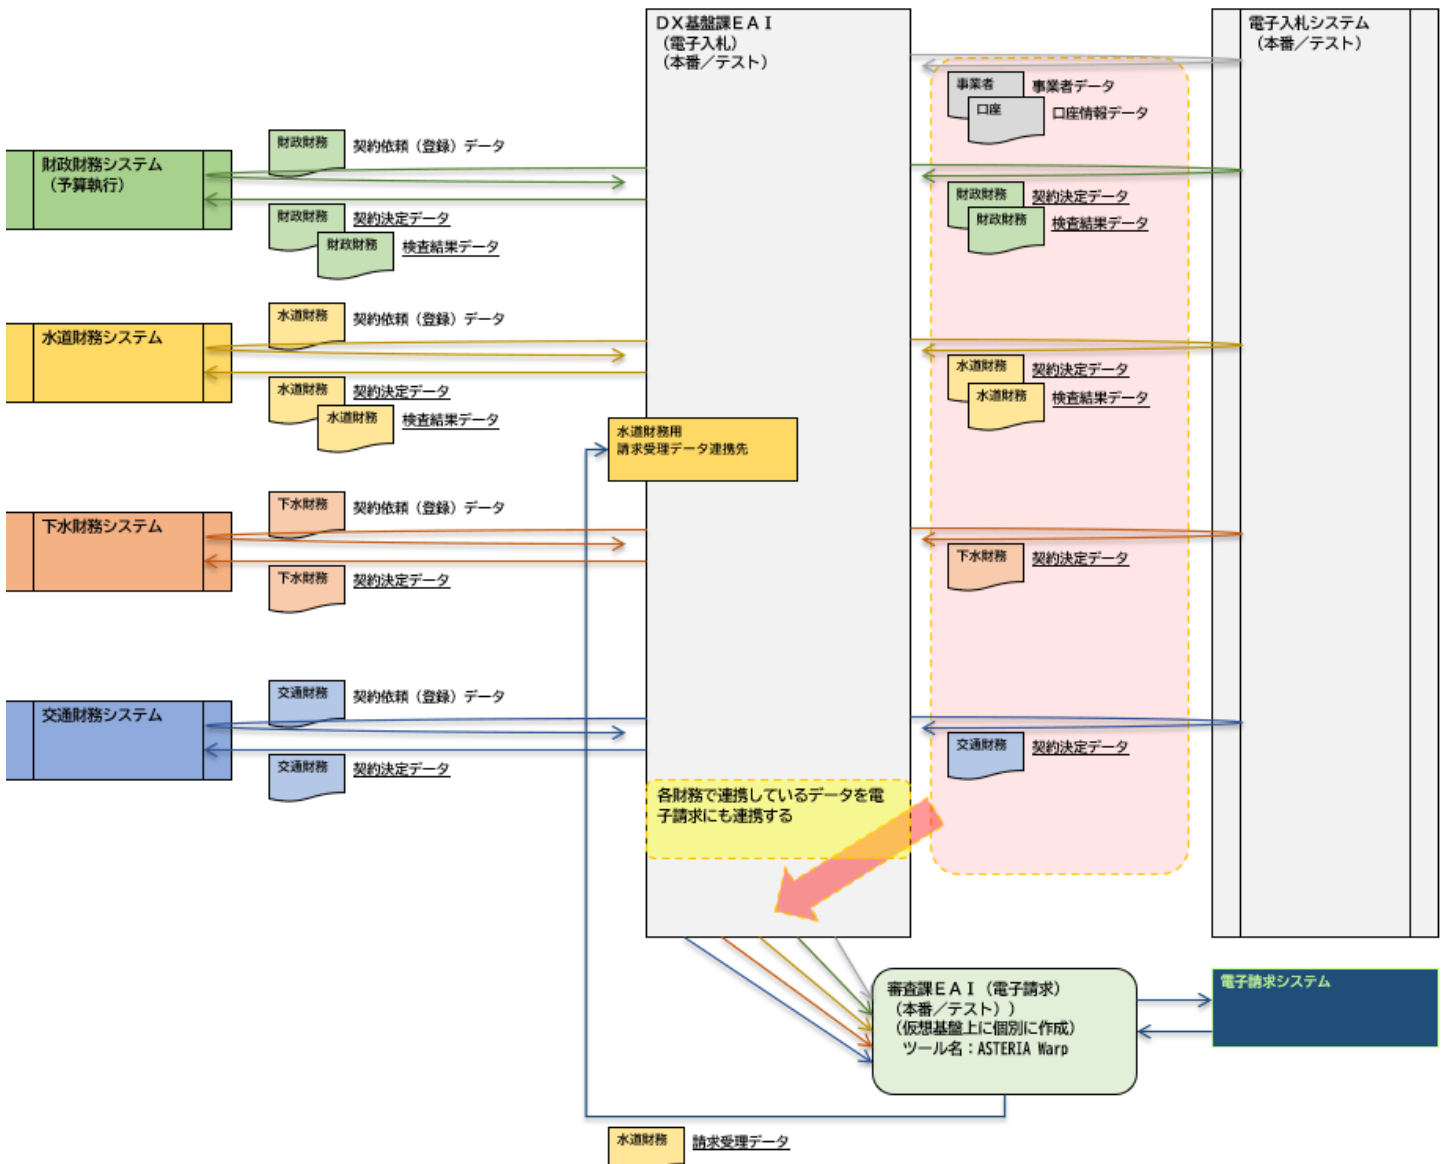 ＤＸ基盤課ＥＡＩ
（電子入札）
（本番／テスト）
電子入札システム
（本番／テスト）
事業者
事業者データ
口座
口座情報データ
財政財務システム
（予算執行）
財政財務
契約依頼（登録）データ
財政財務
契約決定データ
財政財務
検査結果データ
財政財務
契約決定データ
財政財務
検査結果データ
水道財務システム
水道財務
契約依頼（登録）データ
水道財務
契約決定データ
水道財務
検査結果データ
水道財務
契約決定データ
水道財務
検査結果データ
水道財務用
請求受理データ連携先
下水財務システム
下水財務
契約依頼（登録）データ
下水財務
契約決定データ
下水財務
契約決定データ
交通財務システム
交通財務
契約依頼（登録）データ
交通財務
契約決定データ
交通財務
契約決定データ
各財務で連携しているデータを電
子請求にも連携する
審査課ＥＡＩ（電子請求）
（本番／テスト））
（仮想基盤上に個別に作成）
ツール名：ASTERIA Warp
電子請求システム
水道財務
請求受理データ